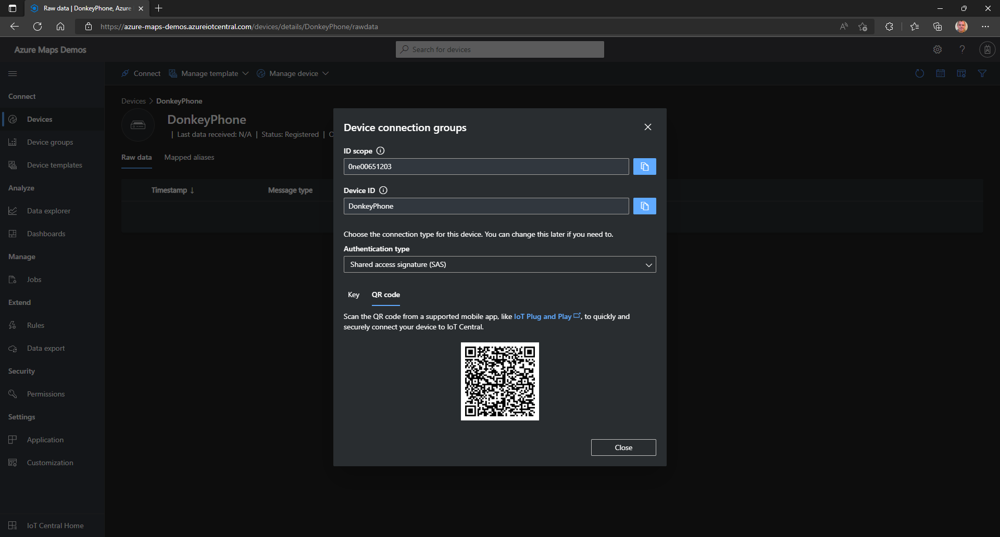 Raw data | DonkeyPhone, Azure
https://azure-maps-demos.azureiotcentral.com/devices/details/DonkeyPhone/rawdata
Azure Maps Demos
Search for devices
Connect
Manage template
Manage device
Connect
Devices
Device groups
Device templates
Analyze
Data explorer
Dashboards
Manage
Jobs
Extend
Rules
Data export
Security
Permissions
Settings
Application
Customization
IoT Central Home
Devices > DonkeyPhone
DonkeyPhone
| Last data received: N/A | Status: Registered |
Raw data
Mapped aliases
Timestamp ↓
Message type
Device connection groups
ID scope
0ne00651203
Device ID
DonkeyPhone
Choose the connection type for this device. You can change this later if you need to.
Authentication type
Shared access signature (SAS)
Key
QR code
Scan the QR code from a supported mobile app, like IoT Plug and Play, to quickly and
securely connect your device to IoT Central.
Close